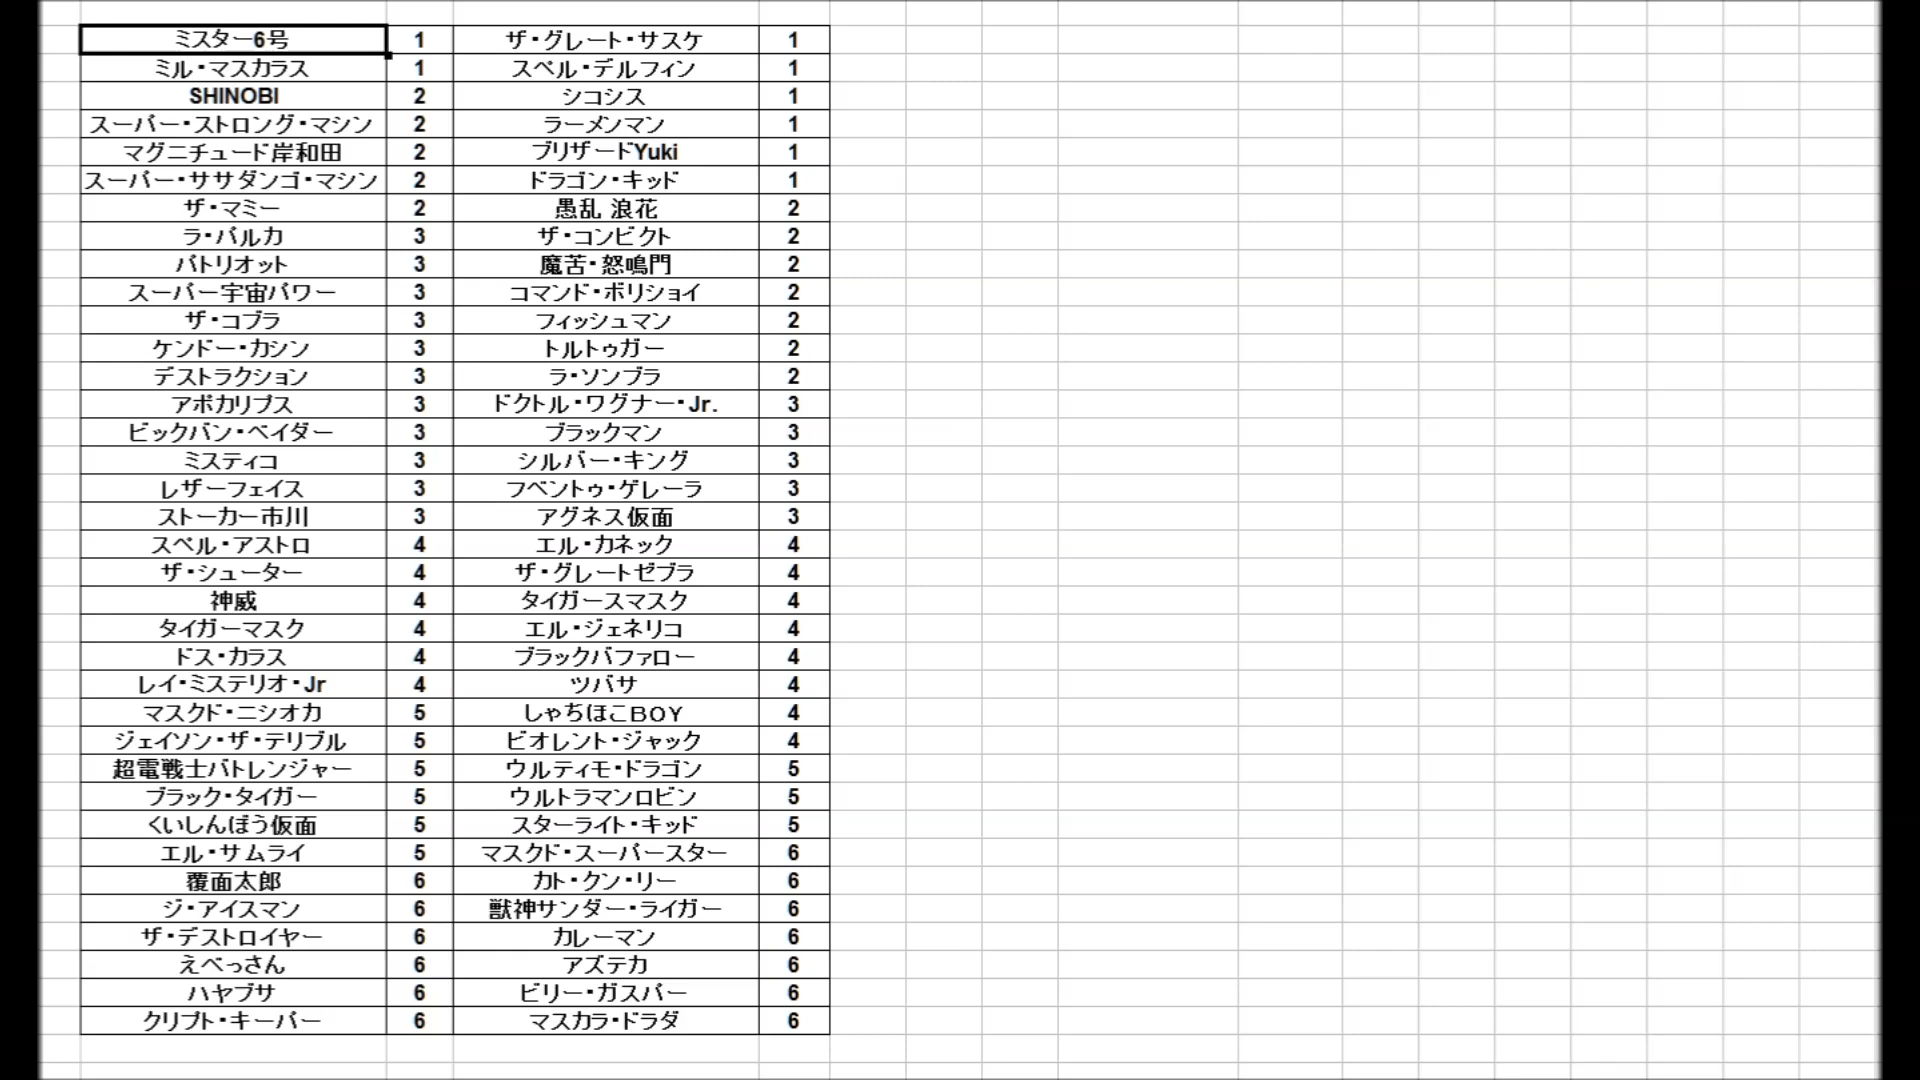 ミスター6号 1 ザ・グレート・サスケ 1
ミル・マスカラス 1 スペル・デルフィン 1
SHINOBI 2 シコシス 1
スーパー・ストロング・マシン 2 ラーメンマン 1
マグニチュード岸和田 2 ブリザードYuki 1
スーパー・ササダンゴ・マシン 2 ドラゴン・キッド 1
ザ・マミー 2 愚乱 浪花 2
ラ・パルカ 3 ザ・コンビクト 2
パトリオット 3 魔苦・怒鳴門 2
スーパー宇宙パワー 3 コマンド・ボリショイ 2
ザ・コブラ 3 フィッシュマン 2
ケンドー・カシン 3 トルトゥガー 2
デストラクション 3 ラ・ソンブラ 2
アポカリプス 3 ドクトル・ワグナー・Jr. 3
ビックバン・ベイダー 3 ブラックマン 3
ミスティコ 3 シルバー・キング 3
レザーフェイス 3 フベントゥ・ゲレーラ 3
ストーカー市川 3 アグネス仮面 3
スペル・アストロ 4 エル・カネック 4
ザ・シューター 4 ザ・グレートゼブラ 4
神威 4 タイガースマスク 4
タイガーマスク 4 エル・ジェネリコ 4
ドス・カラス 4 ブラックバファロー 4
レイ・ミステリオ・Jr 4 ツバサ 4
マスクド・ニシオカ 5 しゃちほこBOY 4
ジェイソン・ザ・テリブル 5 ビオレント・ジャック 4
超電戦士バトレンジャー 5 ウルティモ・ドラゴン 5
ブラック・タイガー 5 ウルトラマンロビン 5
くいしんぼう仮面 5 スターライト・キッド 5
エル・サムライ 5 マスクド・スーパースター 6
覆面太郎 6 カト・クン・リー 6
ジ・アイスマン 6 獣神サンダー・ライガー 6
ザ・デストロイヤー 6 カレーマン 6
えべっさん 6 アズテカ 6
ハヤブサ 6 ビリー・ガスパー 6
クリプト・キーパー 6 マスカラ・ドラダ 6